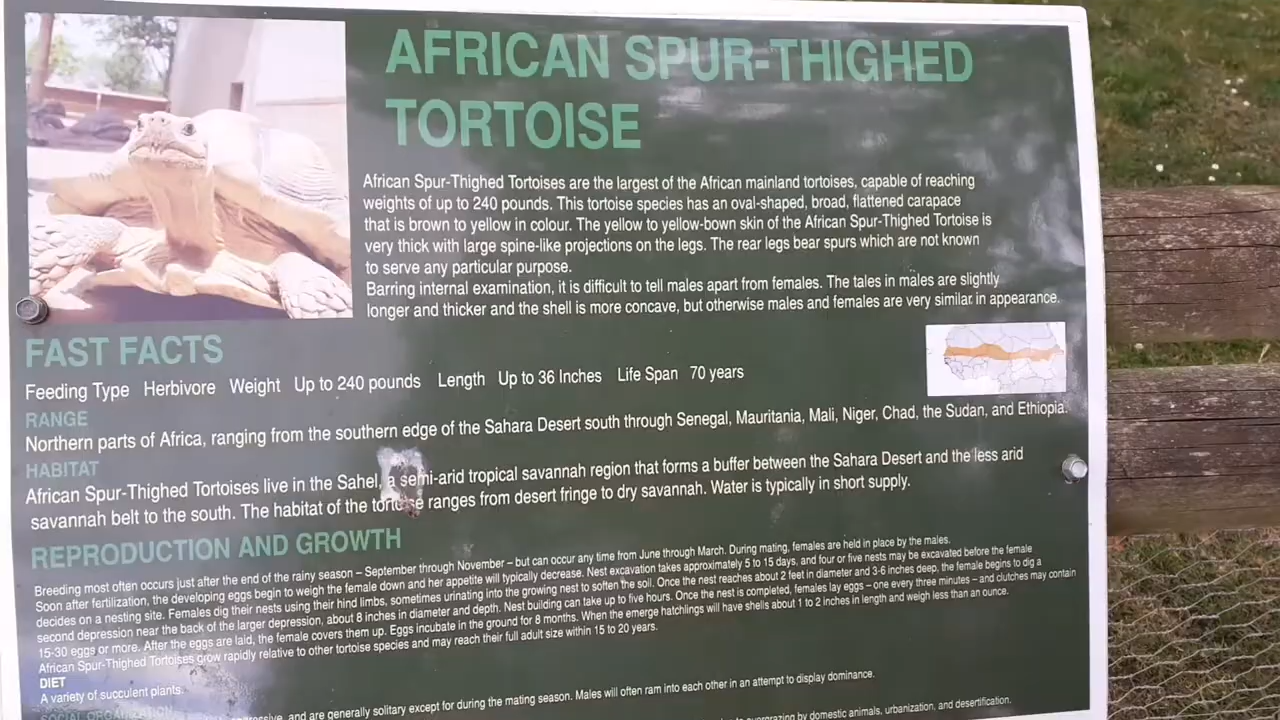 AFRICAN SPUR-THIGHED
TORTOISE
African Spur-Thighed Tortoises are the largest of the African mainland tortoises, capable of reaching
weights of up to 240 pounds. This tortoise species has an oval-shaped, broad, flattened carapace
that is brown to yellow in colour. The yellow to yellow-bown skin of the African Spur-Thighed Tortoise is
very thick with large spine-like projections on the legs. The rear legs bear spurs which are not known
to serve any particular purpose.
Barring internal examination, it is difficult to tell males apart from females. The tales in males are slightly
longer and thicker and the shell is more concave, but otherwise males and females are very similar in appearance.
FAST FACTS
Feeding Type Herbivore Weight Up to 240 pounds Length Up to 36 Inches Life Span 70 years
RANGE
Northern parts of Africa, ranging from the southern edge of the Sahara Desert south through Senegal, Mauritania, Mali, Niger, Chad, the Sudan, and Ethiopia.
HABITAT
African Spur-Thighed Tortoises live in the Sahel, a semi-arid tropical savannah region that forms a buffer between the Sahara Desert and the less arid
savannah belt to the south. The habitat of the tortoise ranges from desert fringe to dry savannah. Water is typically in short supply.
REPRODUCTION AND GROWTH
Breeding most often occurs just after the end of the rainy season – September through November – but can occur any time from June through March. During mating, females are held in place by the males.
Soon after fertilization, the developing eggs begin to weigh the female down and her appetite will typically decrease. Nest excavation takes approximately 5 to 15 days, and four or five nests may be excavated before the female
decides on a nesting site. Females dig their nests using their hind limbs, sometimes urinating into the growing nest to soften the soil. Once the nest reaches about 2 feet in diameter and 3-6 inches deep, the female begins to dig a
second depression near the back of the larger depression, about 8 inches in diameter and depth. Nest building can take up to five hours. Once the nest is completed, females lay eggs – one every three minutes – and clutches may contain
15-30 eggs or more. After the eggs are laid, the female covers them up. Eggs incubate in the ground for 8 months. When the emerge hatchlings will have shells about 1 to 2 inches in length and weigh less than an ounce.
African Spur-Thighed Tortoises grow rapidly relative to other tortoise species and may reach their full adult size within 15 to 20 years.
DIET
A variety of succulent plants.
SOCIAL ORGANIZATION
and are generally solitary except for during the mating season. Males will often ram into each other in an attempt to display dominance.
overgrazing by domestic animals, urbanization, and desertification.